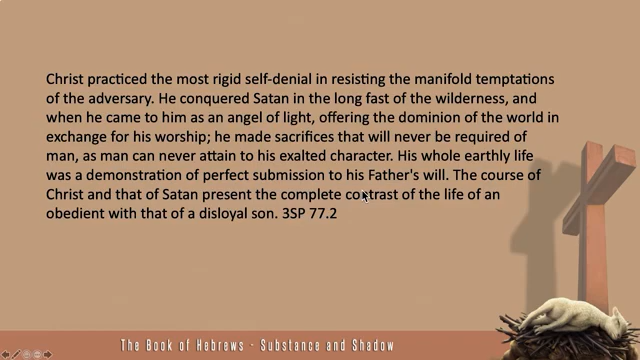 Christ practiced the most rigid self-denial in resisting the manifold temptations
of the adversary. He conquered Satan in the long fast of the wilderness, and
when he came to him as an angel of light, offering the dominion of the world in
exchange for his worship; he made sacrifices that will never be required of
man, as man can never attain to his exalted character. His whole earthly life
was a demonstration of perfect submission to his Father's will. The course of
Christ and that of Satan present the complete contrast of the life of an
obedient with that of a disloyal son. 3SP 77.2
The Book of Hebrews - Substance and Shadow